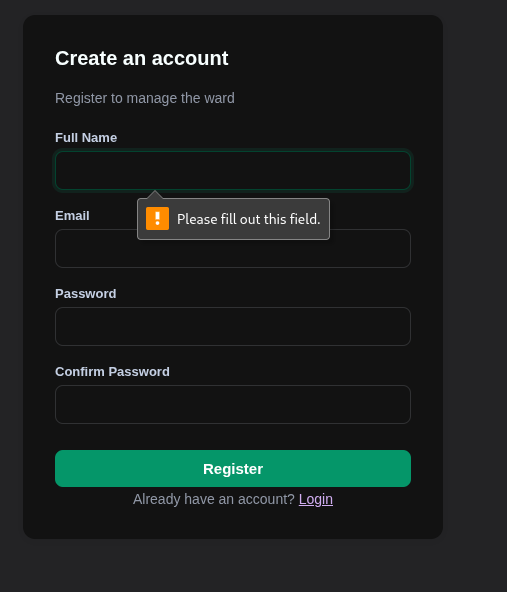 Create an account
Register to manage the ward
Full Name
Please fill out this field.
Email
Password
Confirm Password
Register
Already have an account? Login